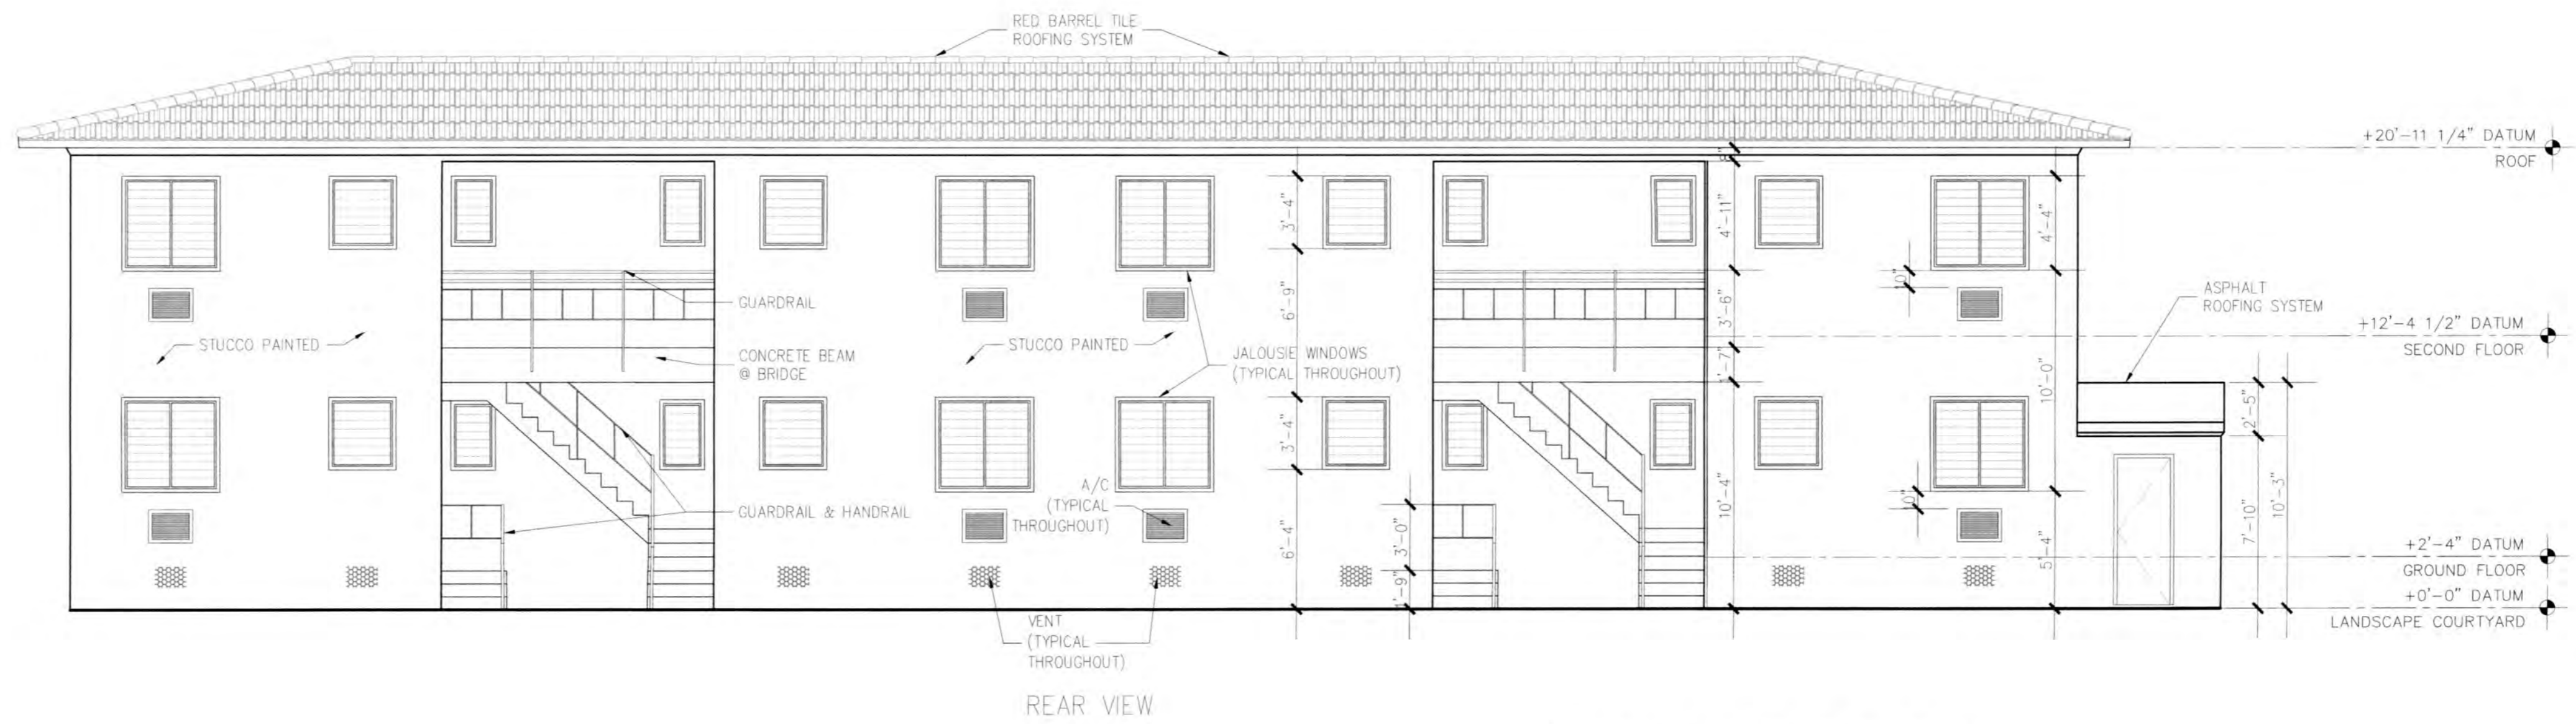 RED BARREL TILE
ROOFING SYSTEM
+20'-11 1/4" DATUM
ROOF
6"
3'-4"
4'-11"
4'-4"
10"
GUARDRAIL
6'-9"
3'-6"
ASPHALT
ROOFING SYSTEM
+12'-4 1/2" DATUM
SECOND FLOOR
STUCCO PAINTED
STUCCO PAINTED
CONCRETE BEAM
@ BRIDGE
JALOUSIE WINDOWS
(TYPICAL THROUGHOUT)
1'-7"
10'-0"
2'-5"
3'-4"
A/C
(TYPICAL
THROUGHOUT)
GUARDRAIL & HANDRAIL
10'-4"
10"
7'-10"
10'-3"
6'-4"
3'-0"
5'-4"
1'-9"
+2'-4" DATUM
GROUND FLOOR
+0'-0" DATUM
LANDSCAPE COURTYARD
VENT
(TYPICAL
THROUGHOUT)
REAR VIEW